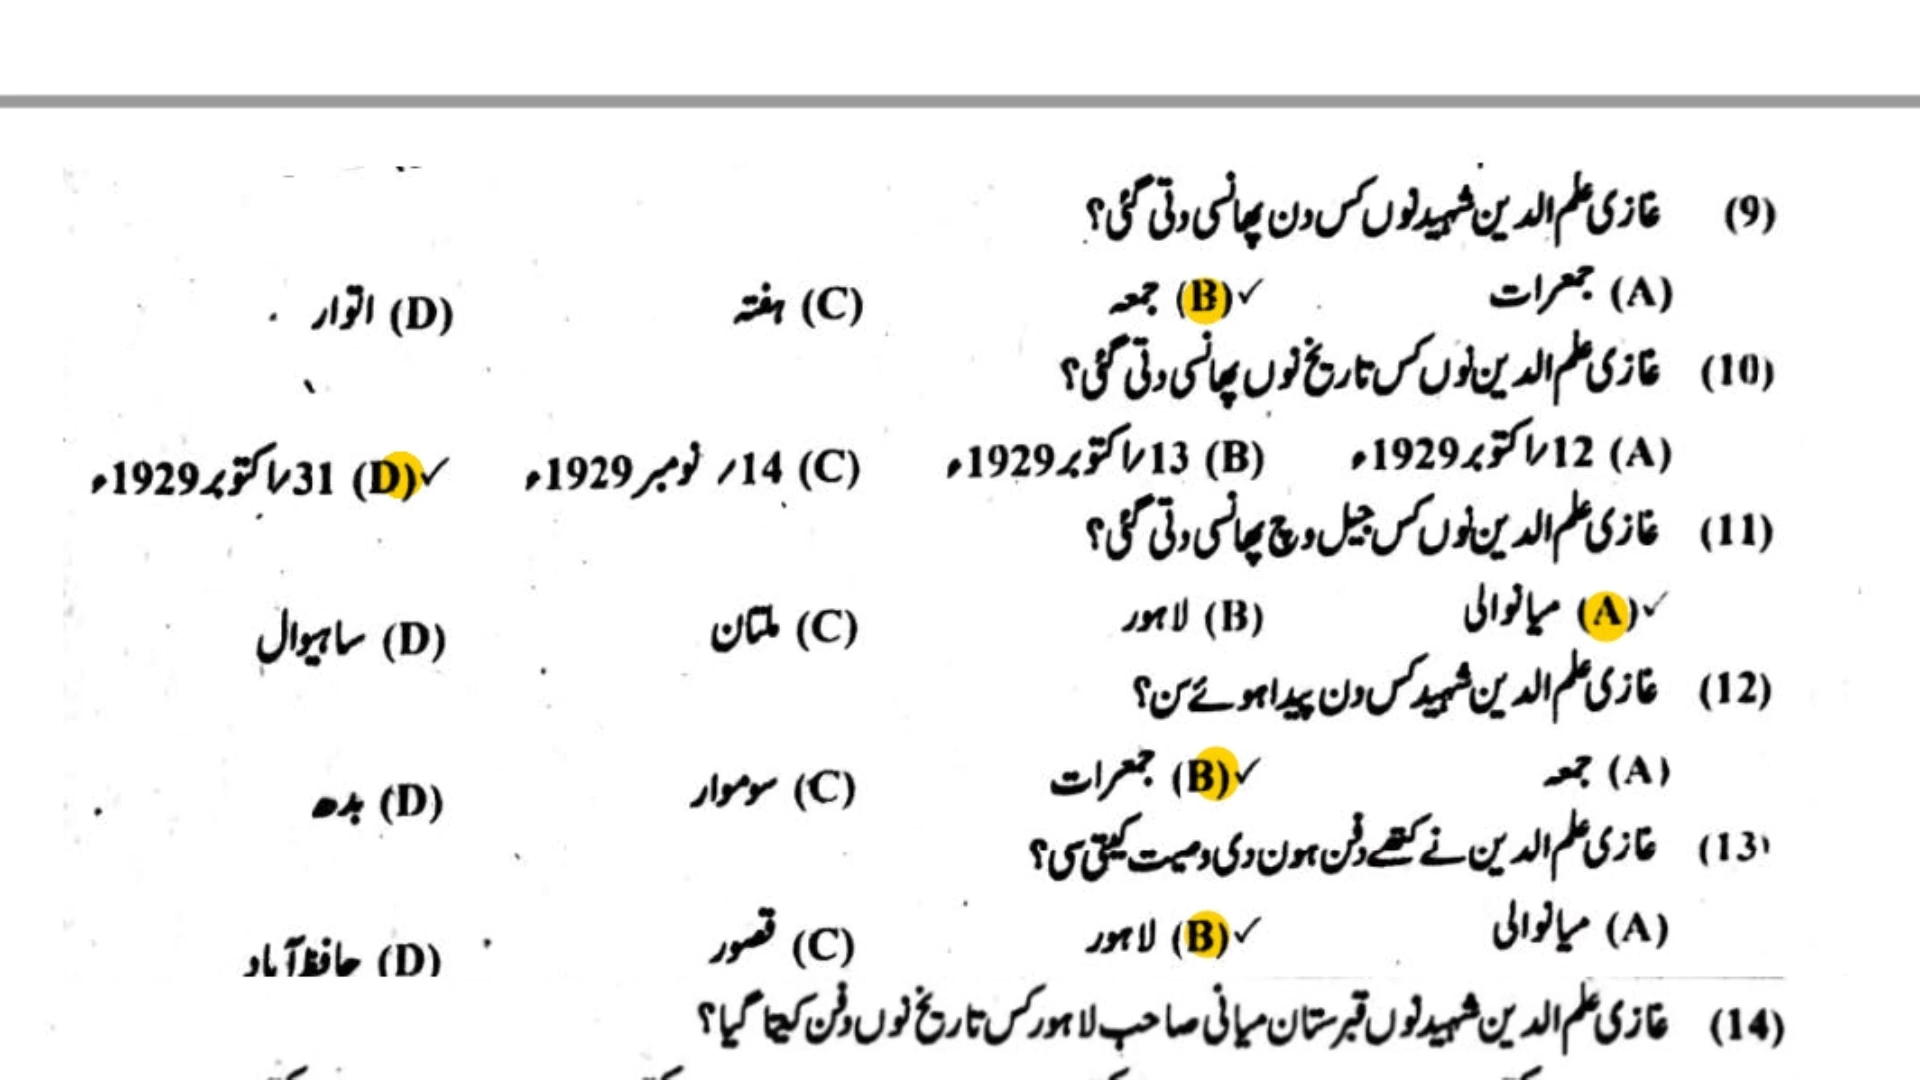 (9) غازی علم الدین شہید نوں کس دن پھانسی دتی گئی؟
(A) جمعرات ✓(B) جمعہ (C) ہفتہ (D) اتوار
(10) غازی علم الدین نوں کس تاریخ نوں پھانسی دتی گئی؟
(A) 12/اکتوبر 1929ء (B) 13/اکتوبر 1929ء (C) 14/ نومبر 1929ء ✓(D) 31/اکتوبر 1929ء
(11) غازی علم الدین نوں کس جیل وچ پھانسی دتی گئی؟
✓(A) میانوالی (B) لاہور (C) ملتان (D) ساہیوال
(12) غازی علم الدین شہید کس دن پیدا ہوئے سن؟
(A) جمعہ ✓(B) جمعرات (C) سوموار (D) بدھ
(13) غازی علم الدین نے کتھے دفن ہون دی وصیت کیتی سی؟
(A) میانوالی ✓(B) لاہور (C) قصور (D) حافظ آباد
(14) غازی علم الدین شہید نوں قبرستان میانی صاحب لاہور کس تاریخ نوں دفن کیتا گیا؟